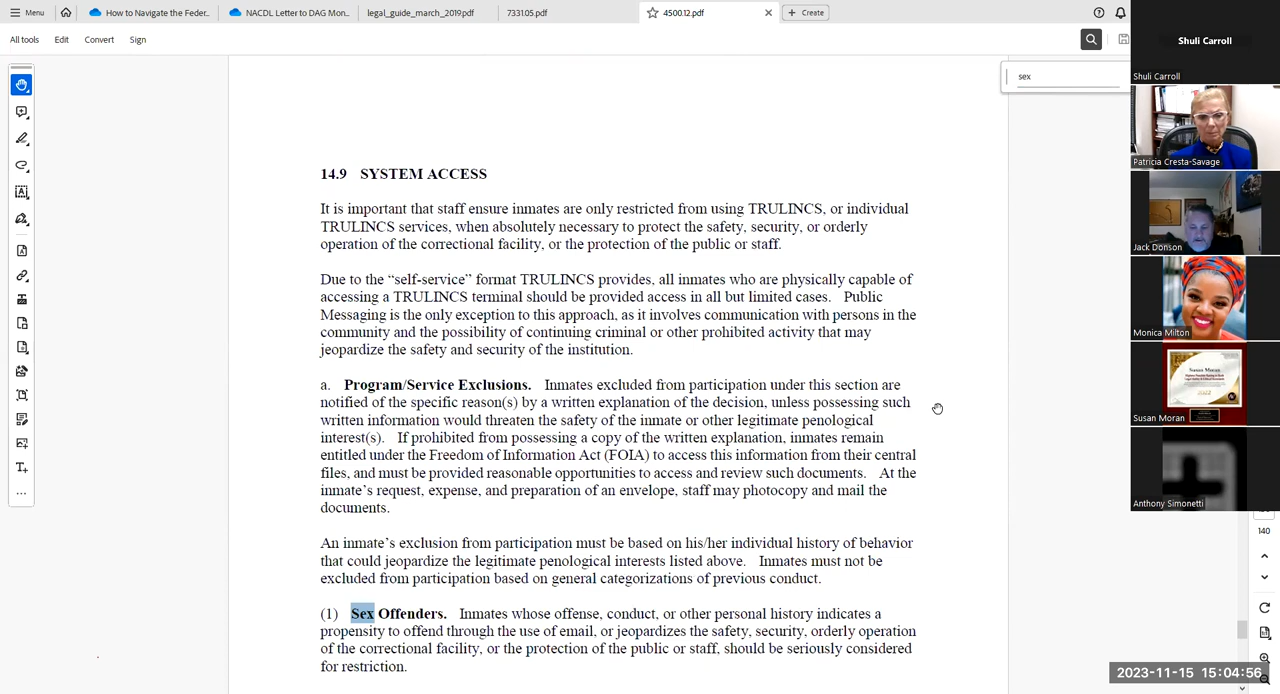 Menu
How to Navigate the Feder...
NACDL Letter to DAG Mon...
legal_guide_march_2019.pdf
7331.05.pdf
4500.12.pdf
Create
All tools
Edit
Convert
Sign
sex
14.9 SYSTEM ACCESS
It is important that staff ensure inmates are only restricted from using TRULINCS, or individual
TRULINCS services, when absolutely necessary to protect the safety, security, or orderly
operation of the correctional facility, or the protection of the public or staff.
Due to the “self-service” format TRULINCS provides, all inmates who are physically capable of
accessing a TRULINCS terminal should be provided access in all but limited cases. Public
Messaging is the only exception to this approach, as it involves communication with persons in the
community and the possibility of continuing criminal or other prohibited activity that may
jeopardize the safety and security of the institution.
a. Program/Service Exclusions. Inmates excluded from participation under this section are
notified of the specific reason(s) by a written explanation of the decision, unless possessing such
written information would threaten the safety of the inmate or other legitimate penological
interest(s). If prohibited from possessing a copy of the written explanation, inmates remain
entitled under the Freedom of Information Act (FOIA) to access this information from their central
files, and must be provided reasonable opportunities to access and review such documents. At the
inmate’s request, expense, and preparation of an envelope, staff may photocopy and mail the
documents.
An inmate’s exclusion from participation must be based on his/her individual history of behavior
that could jeopardize the legitimate penological interests listed above. Inmates must not be
excluded from participation based on general categorizations of previous conduct.
(1) Sex Offenders. Inmates whose offense, conduct, or other personal history indicates a
propensity to offend through the use of email, or jeopardizes the safety, security, orderly operation
of the correctional facility, or the protection of the public or staff, should be seriously considered
for restriction.
Shuli Carroll
Shuli Carroll
Patricia Cresta-Savage
Jack Donson
Monica Milton
Susan Moran
Susan Moran
Anthony Simonetti
140
2023-11-15 15:04:56